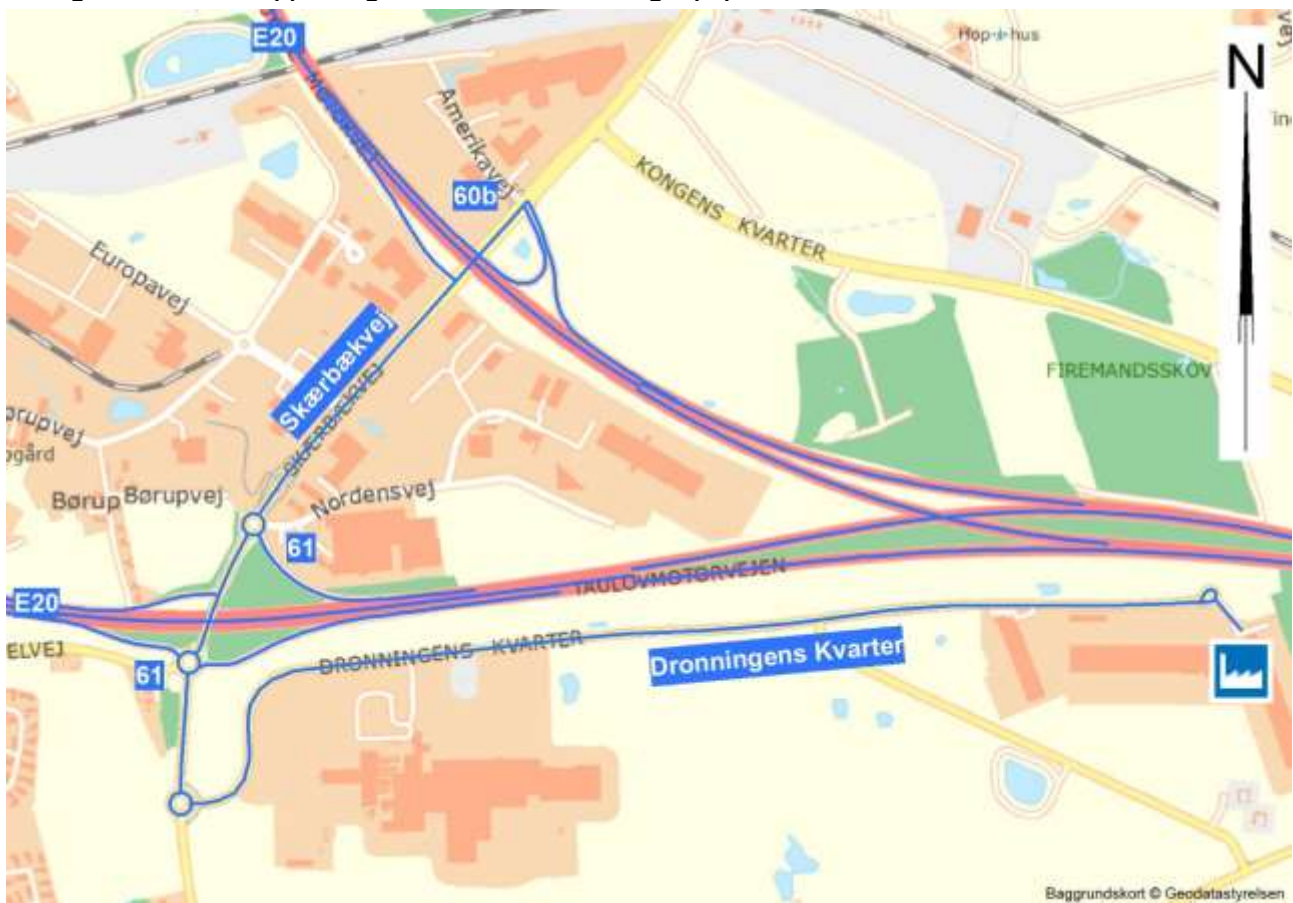 E20
Hop hus
N
Amerikavej
60b
KONGENS KVARTER
Europavej
Skærbækvej
SKÆRBÆKVEJ
FIREMANDSSKOV
Børup
Børupvej
Nordensvej
61
E20
TAULOVMOTORVEJEN
ELVEJ
DRONNINGENS KVARTER
Dronningens Kvarter
61
Baggrundskort © Geodatastyrelsen